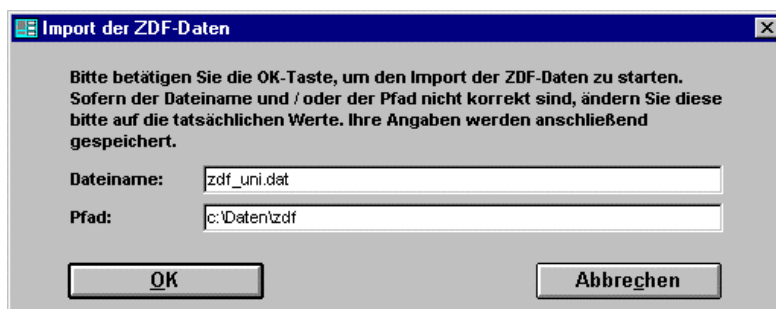 Import der ZDF-Daten
Bitte betätigen Sie die OK-Taste, um den Import der ZDF-Daten zu starten.
Sofern der Dateiname und / oder der Pfad nicht korrekt sind, ändern Sie diese
bitte auf die tatsächlichen Werte. Ihre Angaben werden anschließend
gespeichert.
Dateiname: zdf_uni.dat
Pfad: c:\Daten\zdf
OK Abbrechen